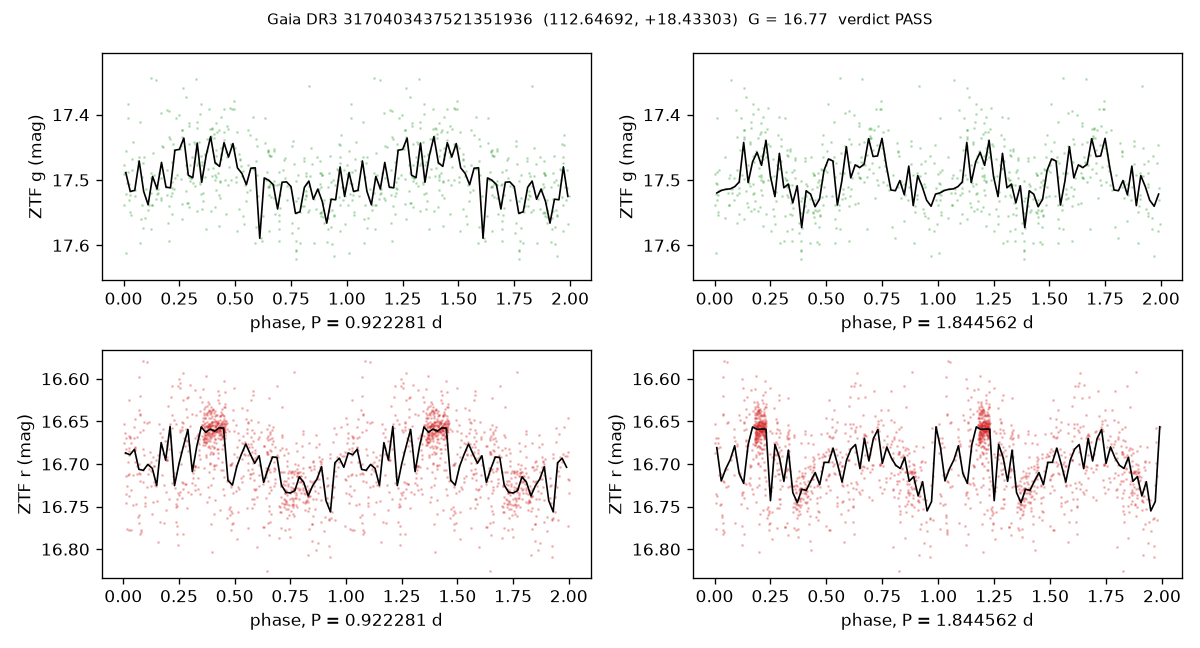 Gaia DR3 3170403437521351936  (112.64692, +18.43303)  G = 16.77  verdict PASS
ZTF g (mag)
17.4
17.5
17.6
0.00 0.25 0.50 0.75 1.00 1.25 1.50 1.75 2.00
phase, P = 0.922281 d
ZTF g (mag)
17.4
17.5
17.6
0.00 0.25 0.50 0.75 1.00 1.25 1.50 1.75 2.00
phase, P = 1.844562 d
ZTF r (mag)
16.60
16.65
16.70
16.75
16.80
0.00 0.25 0.50 0.75 1.00 1.25 1.50 1.75 2.00
phase, P = 0.922281 d
ZTF r (mag)
16.60
16.65
16.70
16.75
16.80
0.00 0.25 0.50 0.75 1.00 1.25 1.50 1.75 2.00
phase, P = 1.844562 d